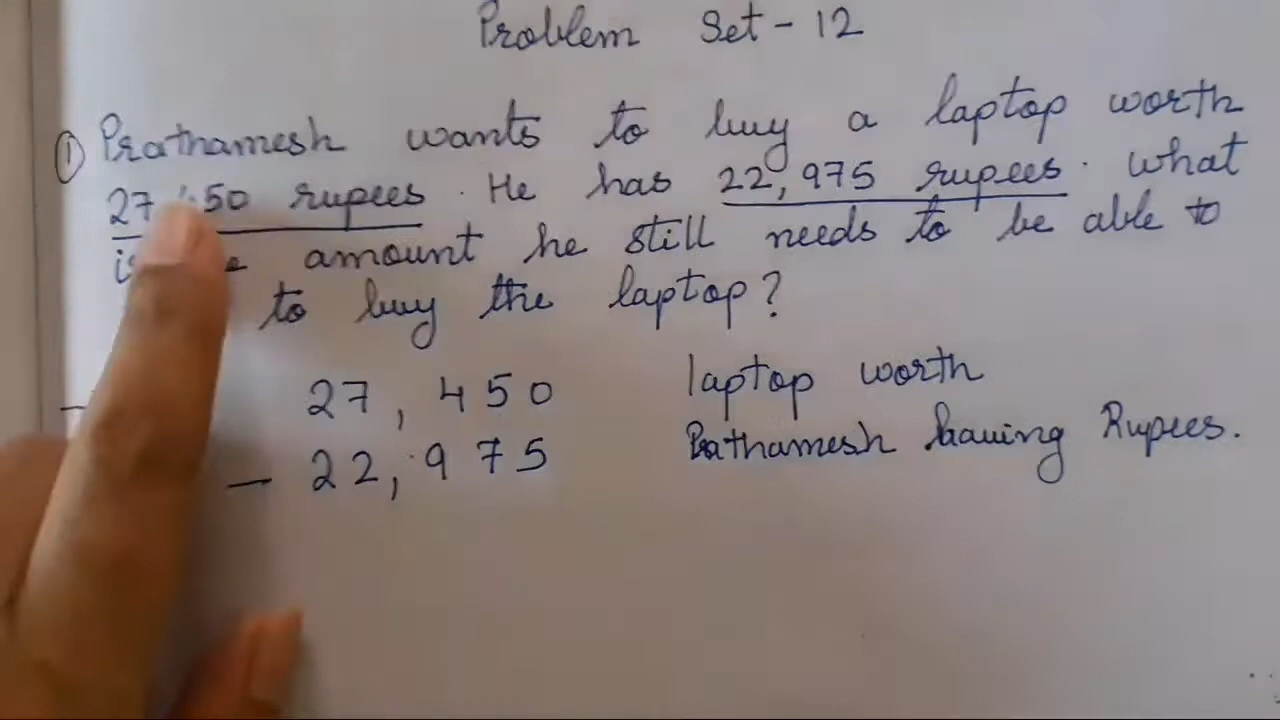 Problem Set - 12
① Prathamesh wants to buy a laptop worth
27 50 rupees. He has 22,975 rupees. what
amount he still needs to be able to
to buy the laptop?
27,450 laptop worth
- 22,975 Prathamesh having Rupees.